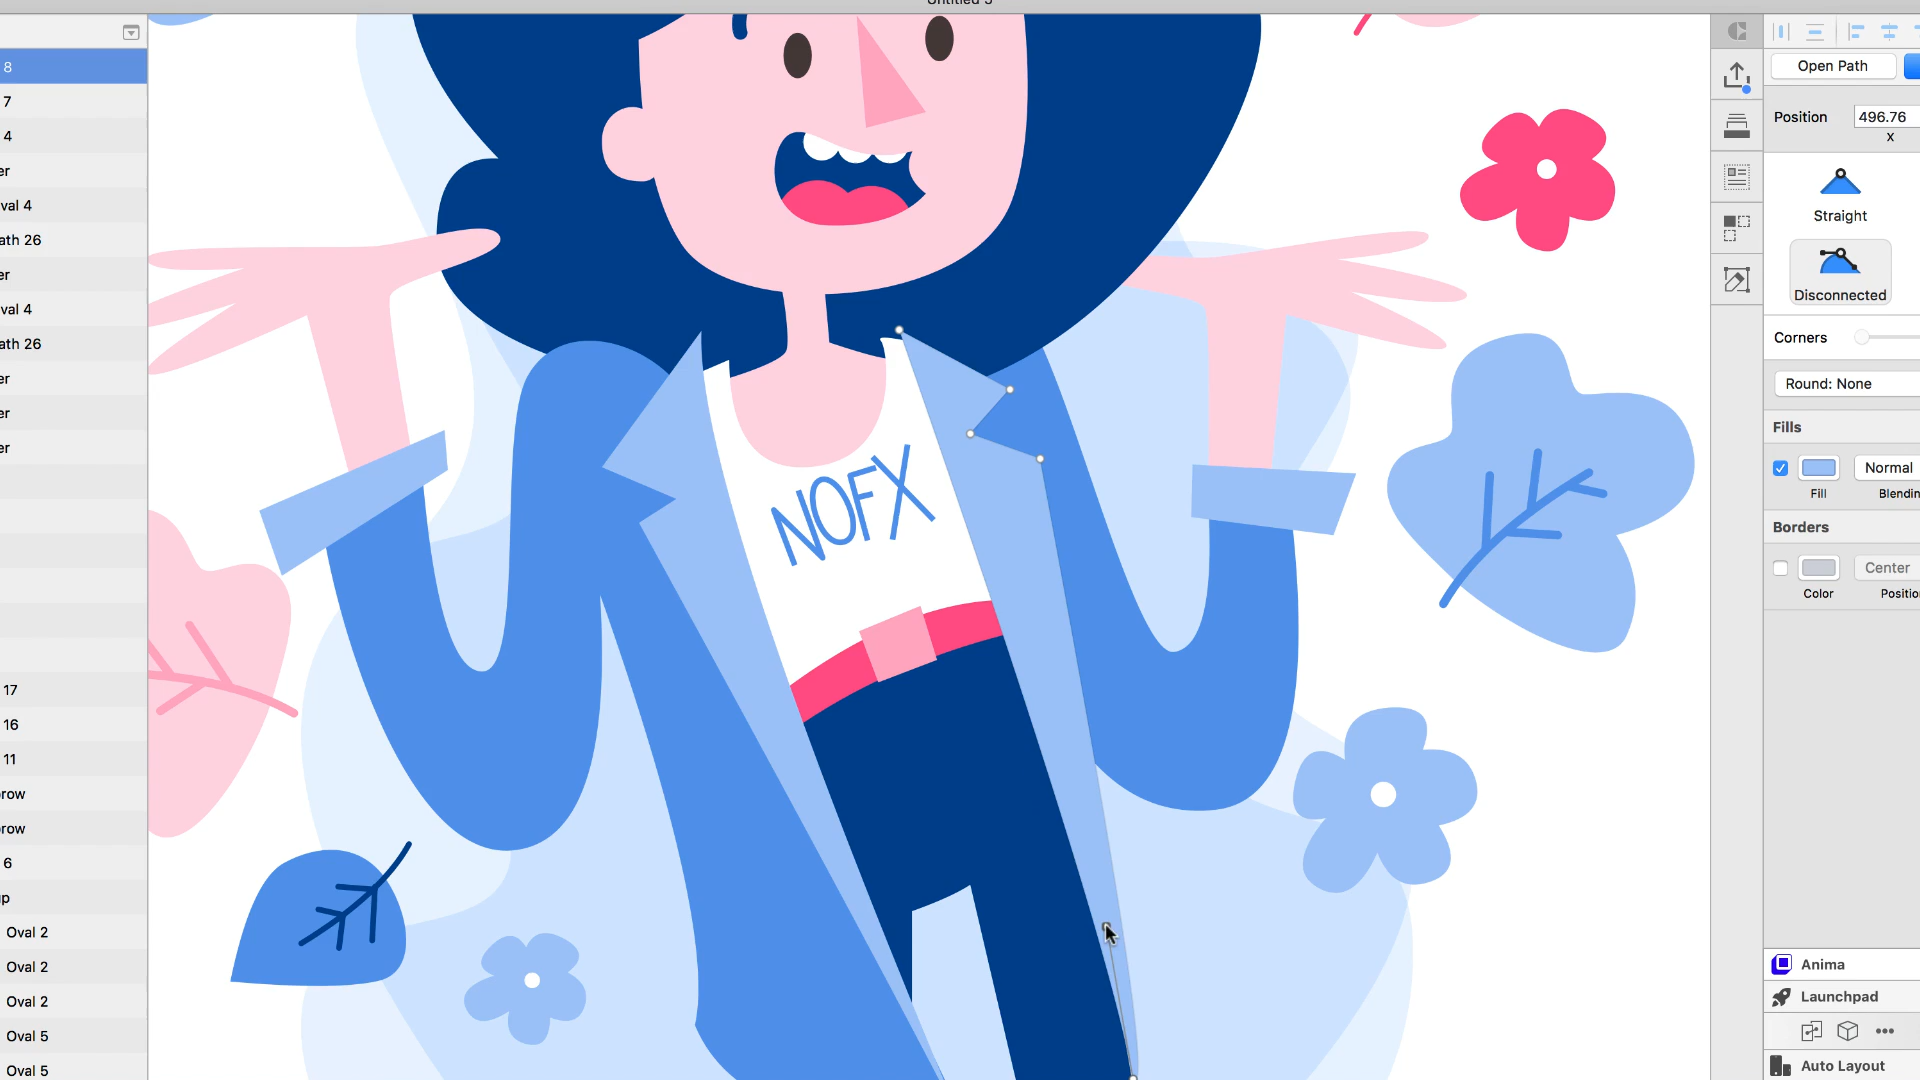 Untitled 3
8
7
4
er
val 4
ath 26
er
val 4
ath 26
er
er
er
17
16
11
row
row
6
p
Oval 2
Oval 2
Oval 2
Oval 5
Oval 5
NOFX
Open Path
Position
496.76
X
Straight
Disconnected
Corners
Round: None
Fills
Normal
Fill
Blendin
Borders
Center
Color
Positio
Anima
Launchpad
Auto Layout